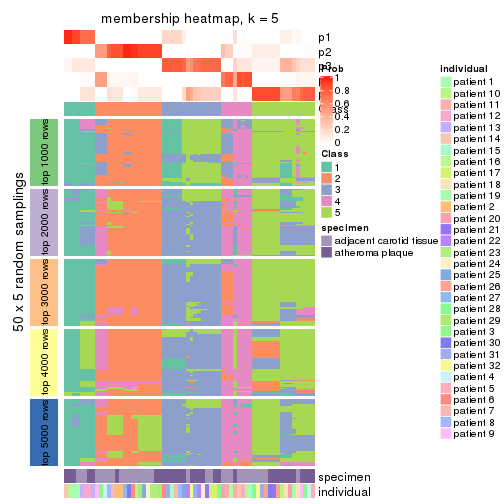 membership heatmap, k = 5
p1
p2
p3
Prob
1
0.8
0.6
0.4
0.2
0
Class
1
2
3
4
5
specimen
adjacent carotid tissue
atheroma plaque
50 x 5 random samplings
top 1000 rows
top 2000 rows
top 3000 rows
top 4000 rows
top 5000 rows
specimen
individual
individual
patient 1
patient 10
patient 11
patient 12
patient 13
patient 14
patient 15
patient 16
patient 17
patient 18
patient 19
patient 2
patient 20
patient 21
patient 22
patient 23
patient 24
patient 25
patient 26
patient 27
patient 28
patient 29
patient 3
patient 30
patient 31
patient 32
patient 4
patient 5
patient 6
patient 7
patient 8
patient 9